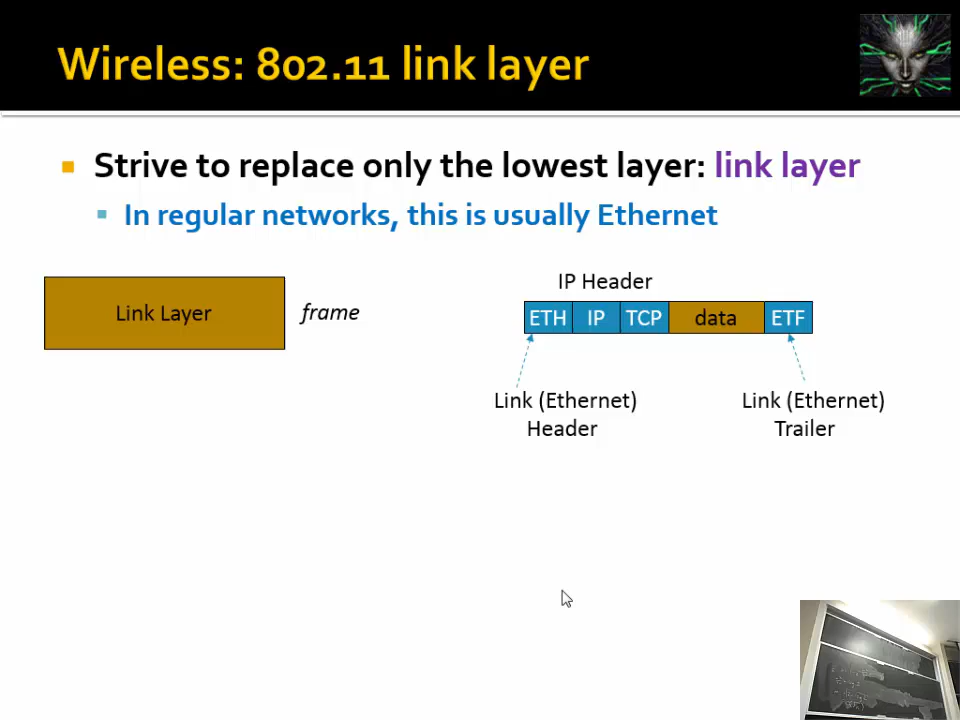 Wireless: 802.11 link layer
Strive to replace only the lowest layer: link layer
In regular networks, this is usually Ethernet
Link Layer
frame
IP Header
ETH IP TCP data ETF
Link (Ethernet)
Header
Link (Ethernet)
Trailer